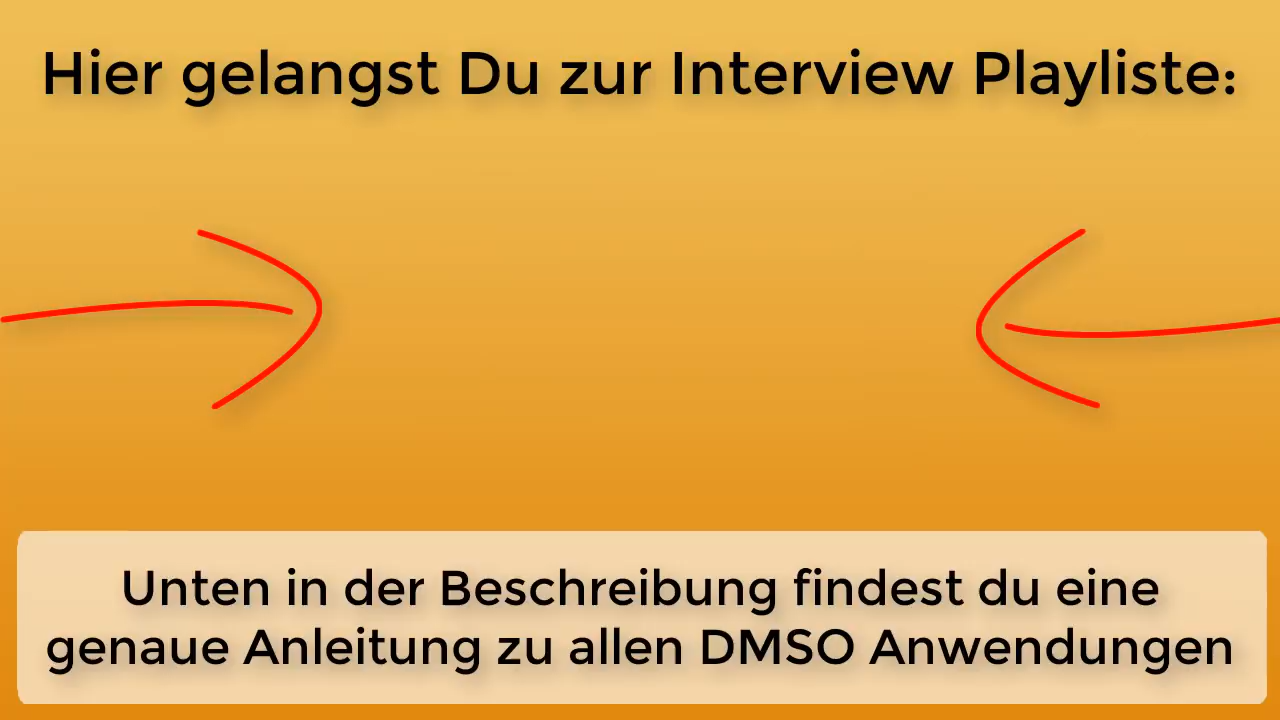 Hier gelangst Du zur Interview Playliste:
Unten in der Beschreibung findest du eine
genaue Anleitung zu allen DMSO Anwendungen